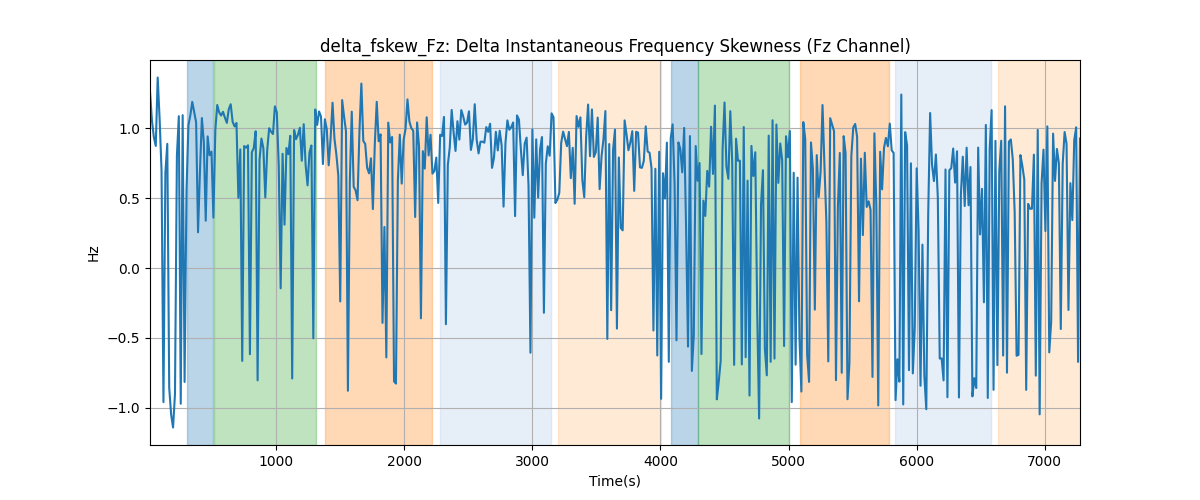 delta_fskew_Fz: Delta Instantaneous Frequency Skewness (Fz Channel)
Hz
1.0
0.5
0.0
−0.5
−1.0
1000 2000 3000 4000 5000 6000 7000
Time(s)